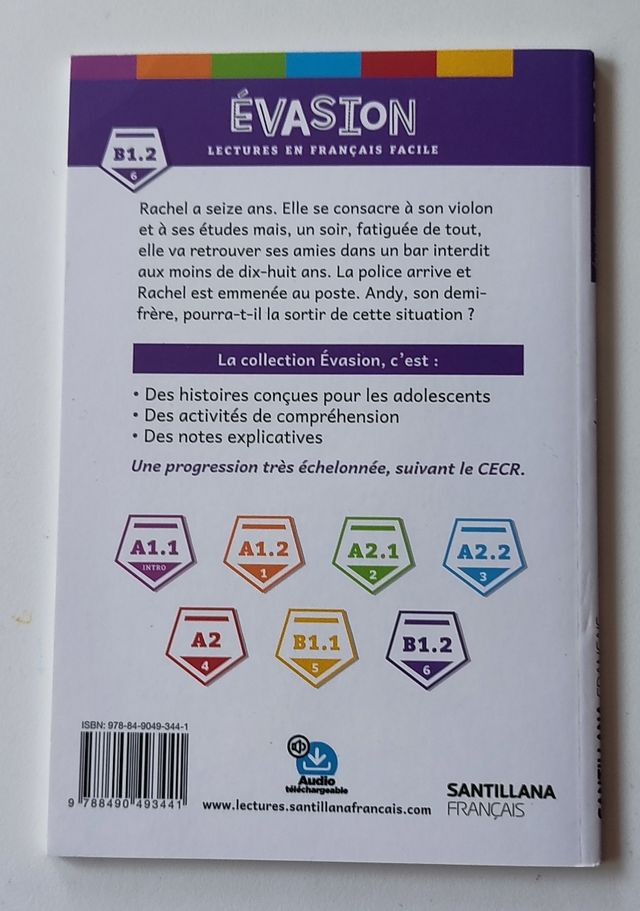 ÉVASION
LECTURES EN FRANÇAIS FACILE
B1.2
6
Rachel a seize ans. Elle se consacre à son violon
et à ses études mais, un soir, fatiguée de tout,
elle va retrouver ses amies dans un bar interdit
aux moins de dix-huit ans. La police arrive et
Rachel est emmenée au poste. Andy, son demi-
frère, pourra-t-il la sortir de cette situation ?
La collection Évasion, c'est :
• Des histoires conçues pour les adolescents
• Des activités de compréhension
• Des notes explicatives
Une progression très échelonnée, suivant le CECR.
A1.1
INTRO
A1.2
1
A2.1
2
A2.2
3
A2
4
B1.1
5
B1.2
6
ISBN: 978-84-9049-344-1
9 788490 493441
Audio
téléchargeable
www.lectures.santillanafrancais.com
SANTILLANA
FRANÇAIS
SANTILLANA FRANÇAIS